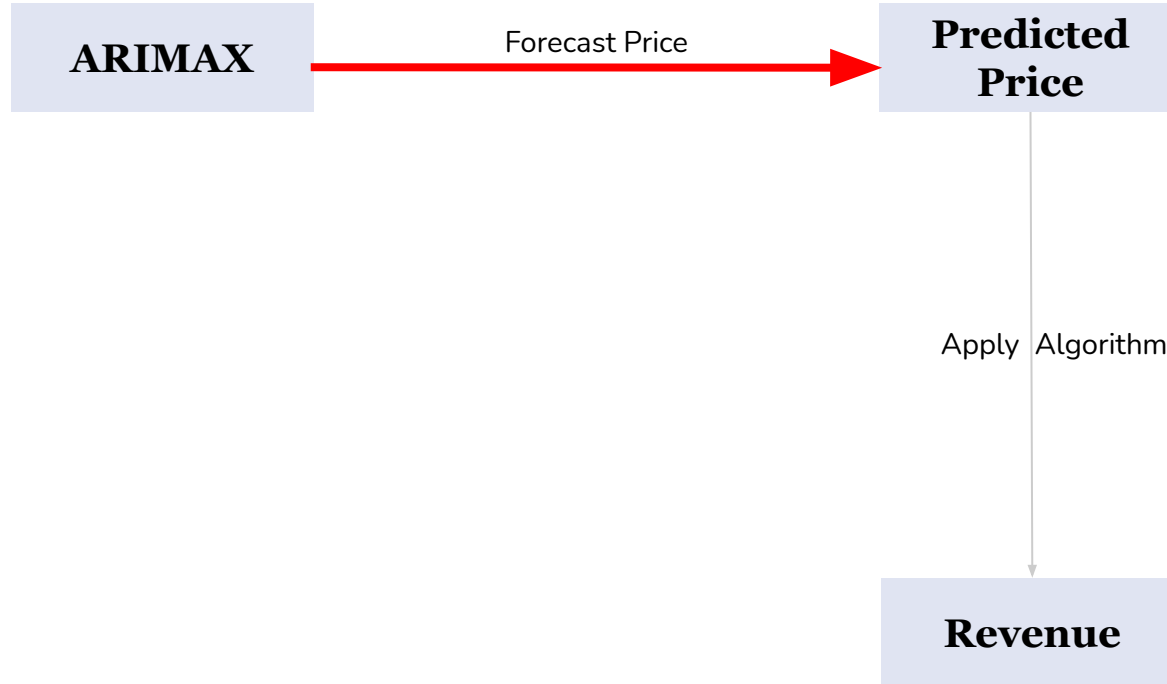 ARIMAX
Forecast Price
Predicted
Price
Apply Algorithm
Revenue